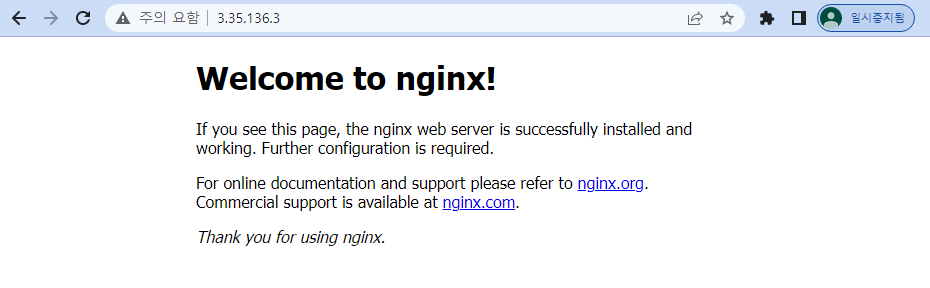 주의 요함 3.35.136.3
일시중지됨
Welcome to nginx!
If you see this page, the nginx web server is successfully installed and
working. Further configuration is required.
For online documentation and support please refer to nginx.org.
Commercial support is available at nginx.com.
Thank you for using nginx.